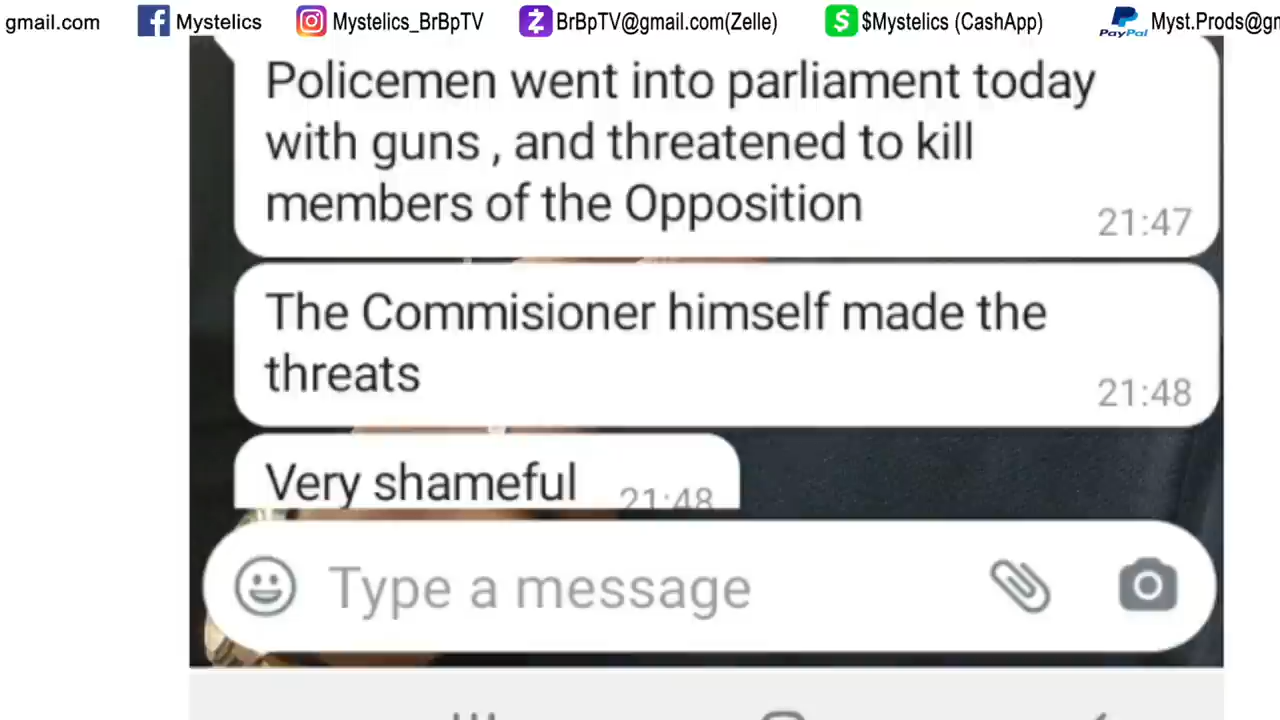 gmail.com Mystelics Mystelics_BrBpTV BrBpTV@gmail.com(Zelle) $Mystelics (CashApp) PayPal Myst.Prods@gm
Policemen went into parliament today
with guns , and threatened to kill
members of the Opposition
21:47
The Commisioner himself made the
threats
21:48
Very shameful 21:48
Type a message